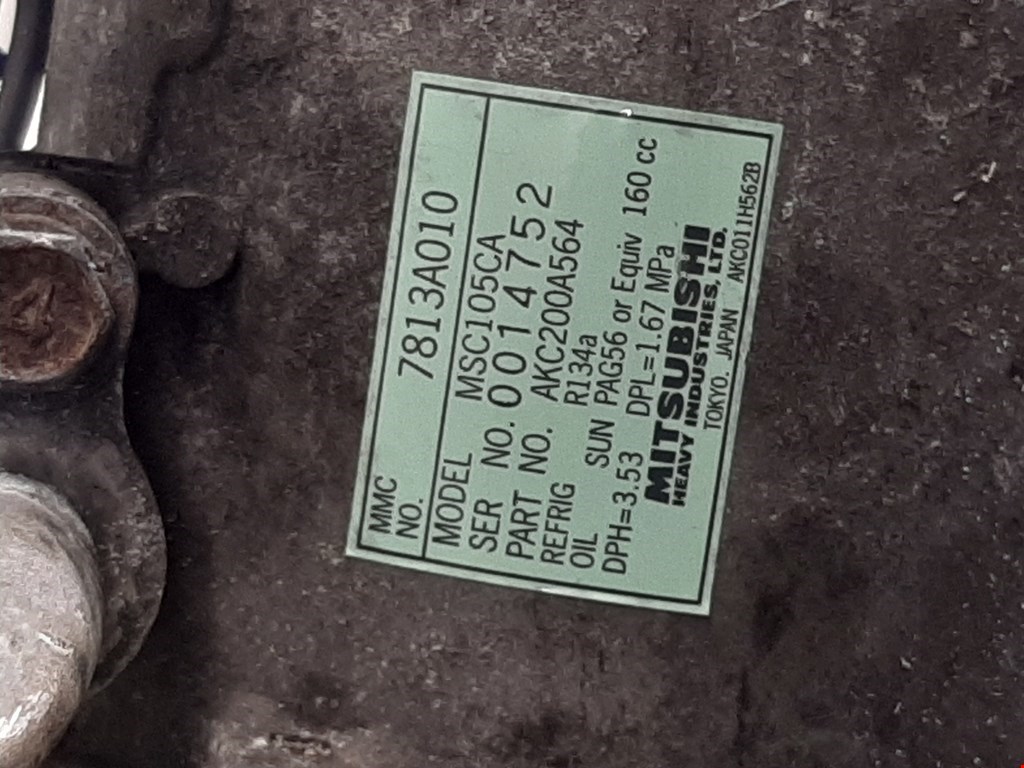 MMC
NO. 7813A010
MODEL MSC105CA
SER NO. 0014752
PART NO. AKC200A564
REFRIG R134a
OIL SUN PAG56 or Equiv 160 cc
DPH=3.53 DPL=1.67 MPa
MITSUBISHI
HEAVY INDUSTRIES, LTD.
TOKYO. JAPAN AKC011H562B